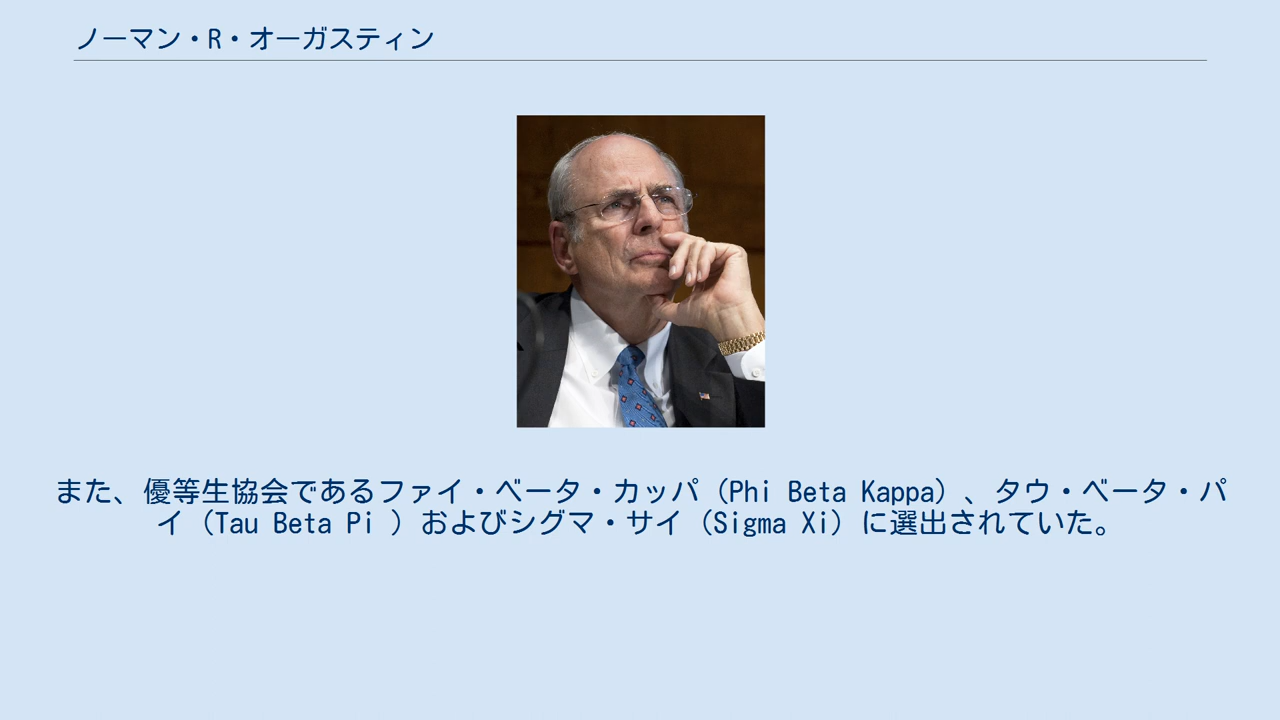 ノーマン・R・オーガスティン
また、優等生協会であるファイ・ベータ・カッパ（Phi Beta Kappa）、タウ・ベータ・パ
イ（Tau Beta Pi ）およびシグマ・サイ（Sigma Xi）に選出されていた。